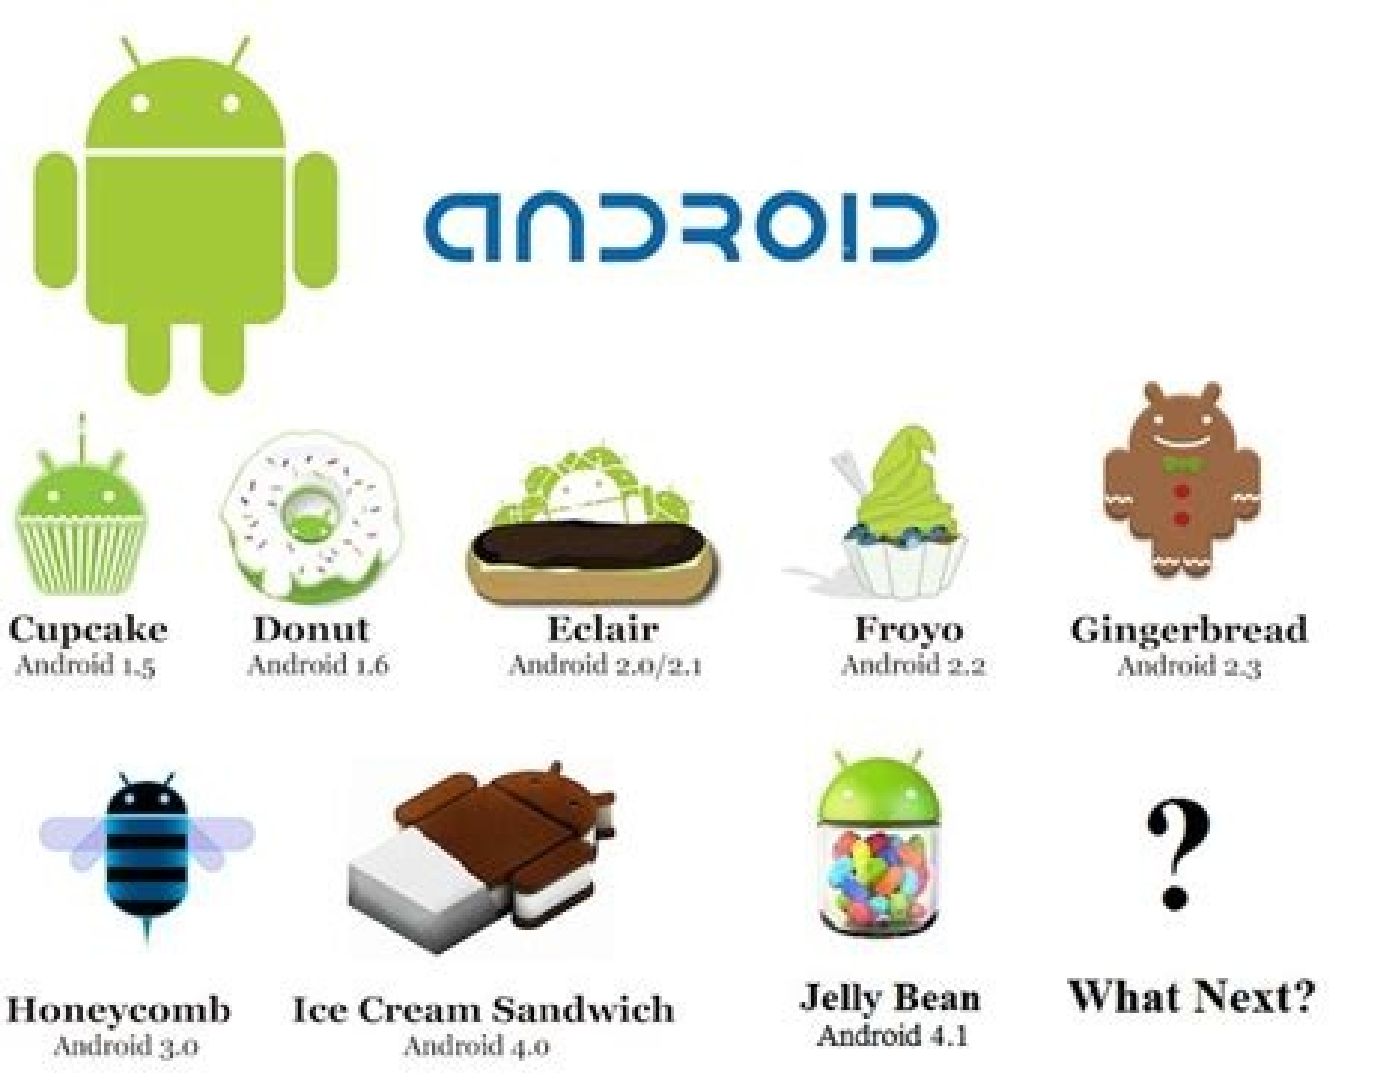 ANDROID
Cupcake Donut Eclair Froyo Gingerbread
Android 1.5 Android 1.6 Android 2.0/2.1 Android 2.2 Android 2.3
?
Honeycomb Ice Cream Sandwich Jelly Bean What Next?
Android 3.0 Android 4.0 Android 4.1